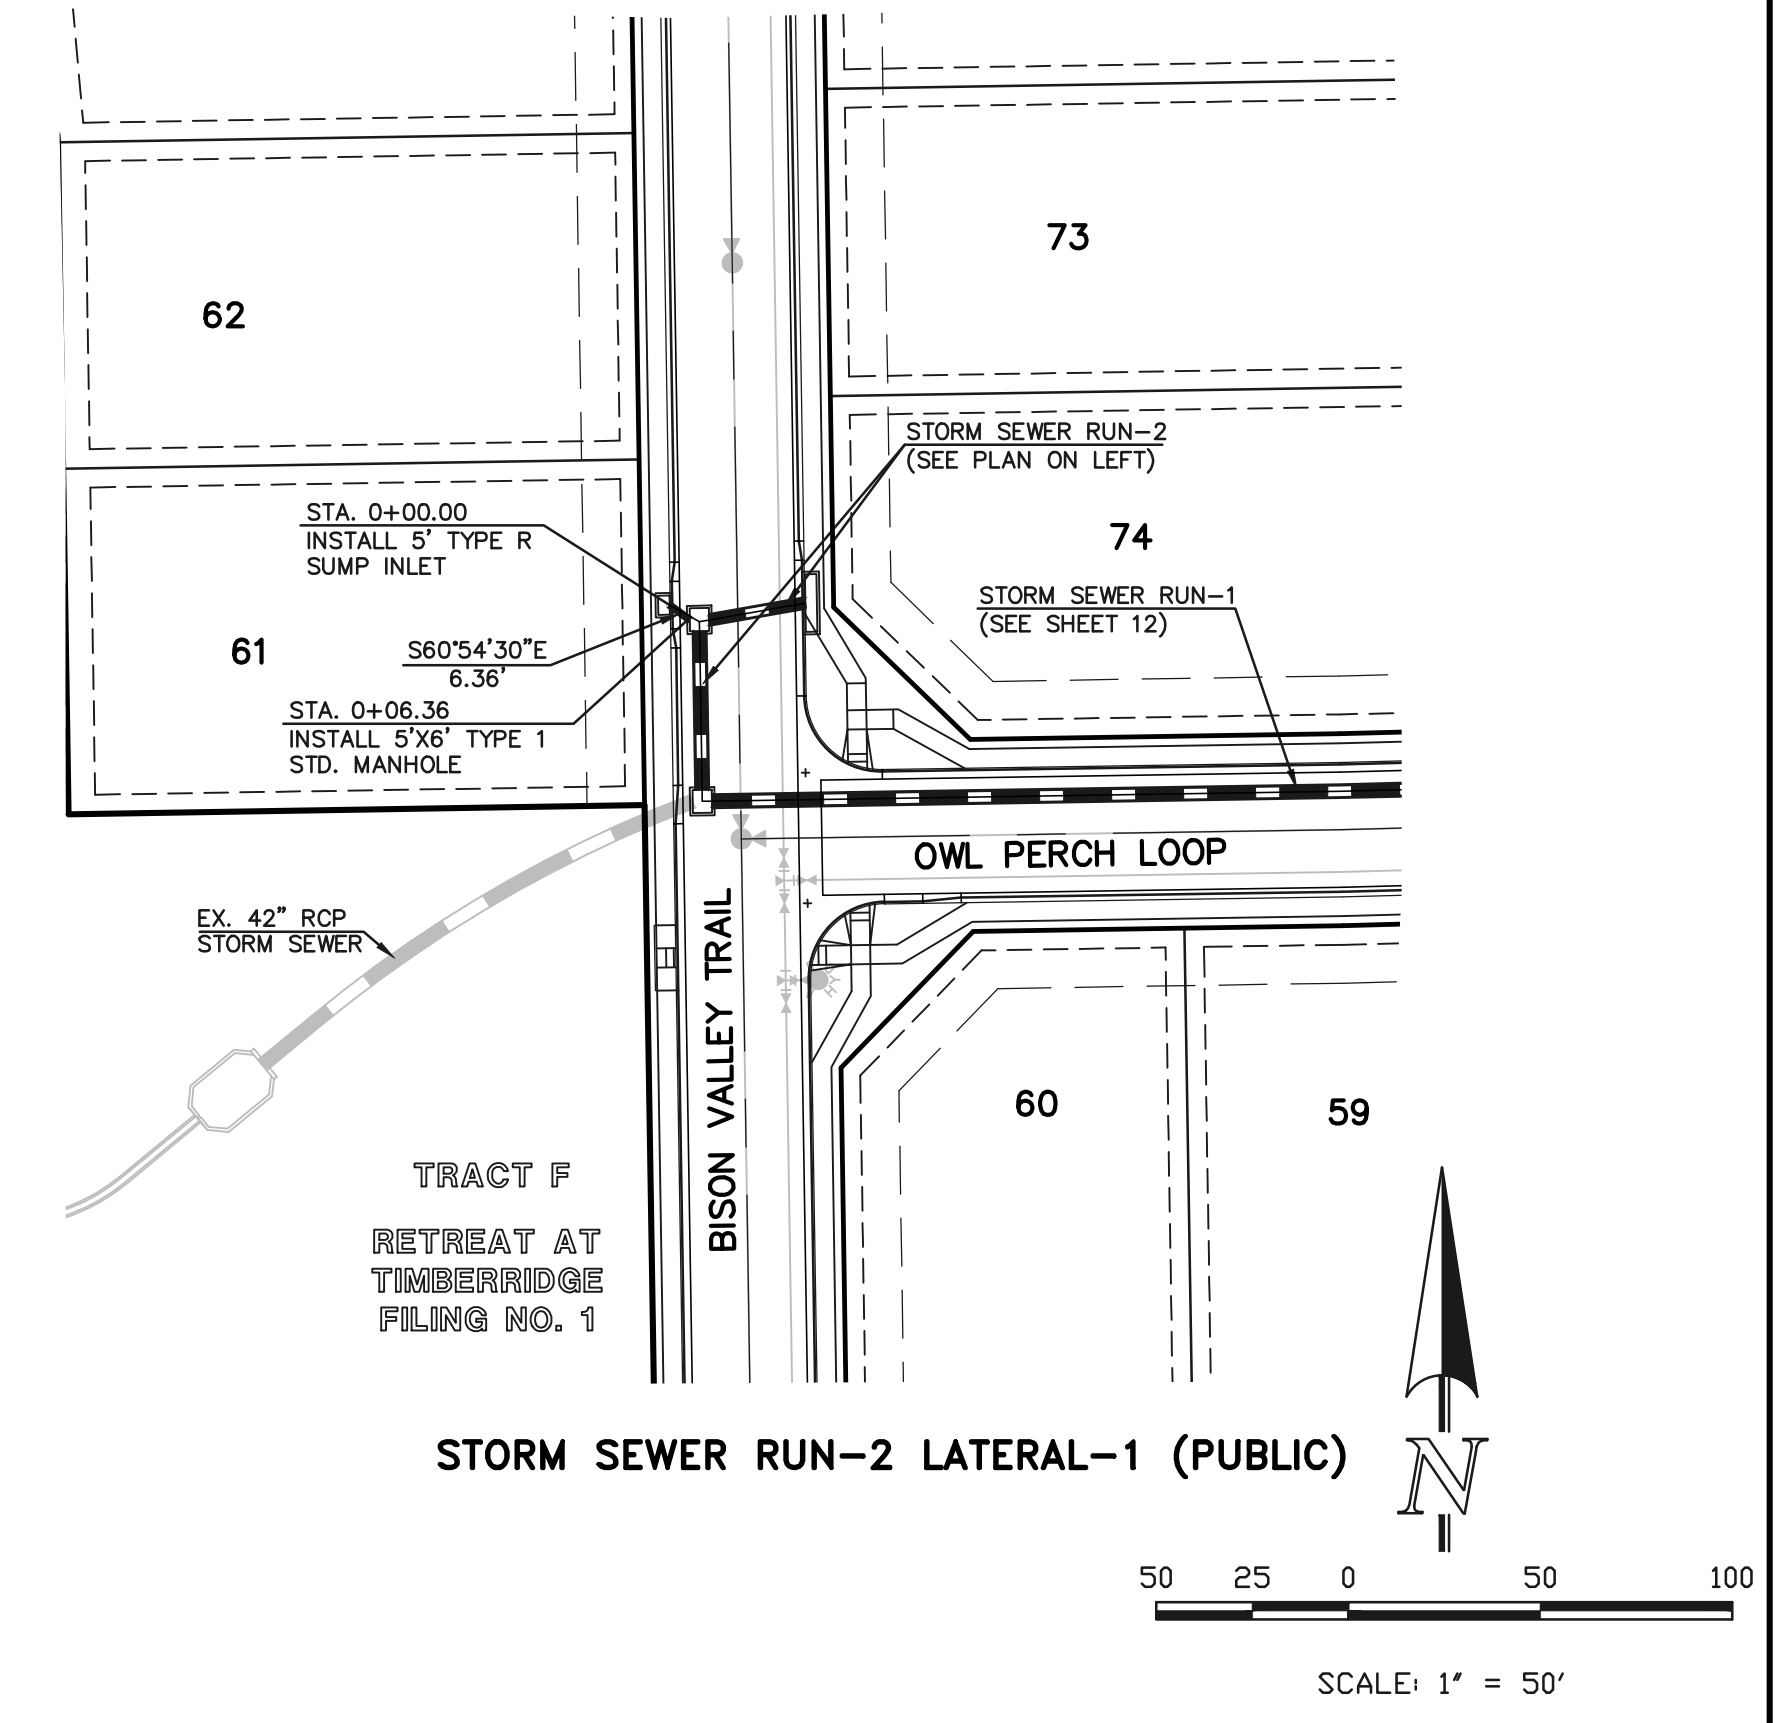 73
62
STORM SEWER RUN-2
(SEE PLAN ON LEFT)
STA. 0+00.00
INSTALL 5' TYPE R
SUMP INLET
74
STORM SEWER RUN-1
(SEE SHEET 12)
61
S60°54'30"E
6.36'
STA. 0+06.36
INSTALL 5'X6' TYPE 1
STD. MANHOLE
OWL PERCH LOOP
EX. 42" RCP
STORM SEWER
BISON VALLEY TRAIL
HYD
60
59
TRACT F
RETREAT AT
TIMBERRIDGE
FILING NO. 1
STORM SEWER RUN-2 LATERAL-1 (PUBLIC)
N
50 25 0 50 100
SCALE: 1" = 50'